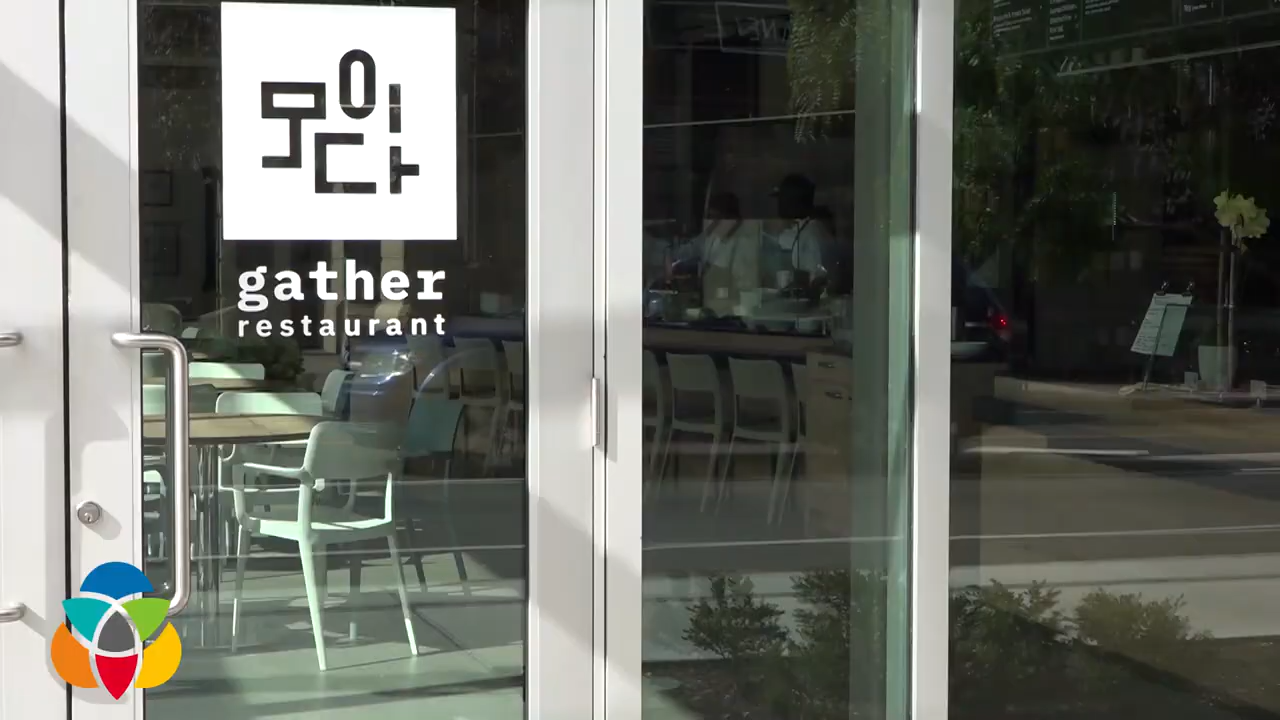 모이다
gather
restaurant